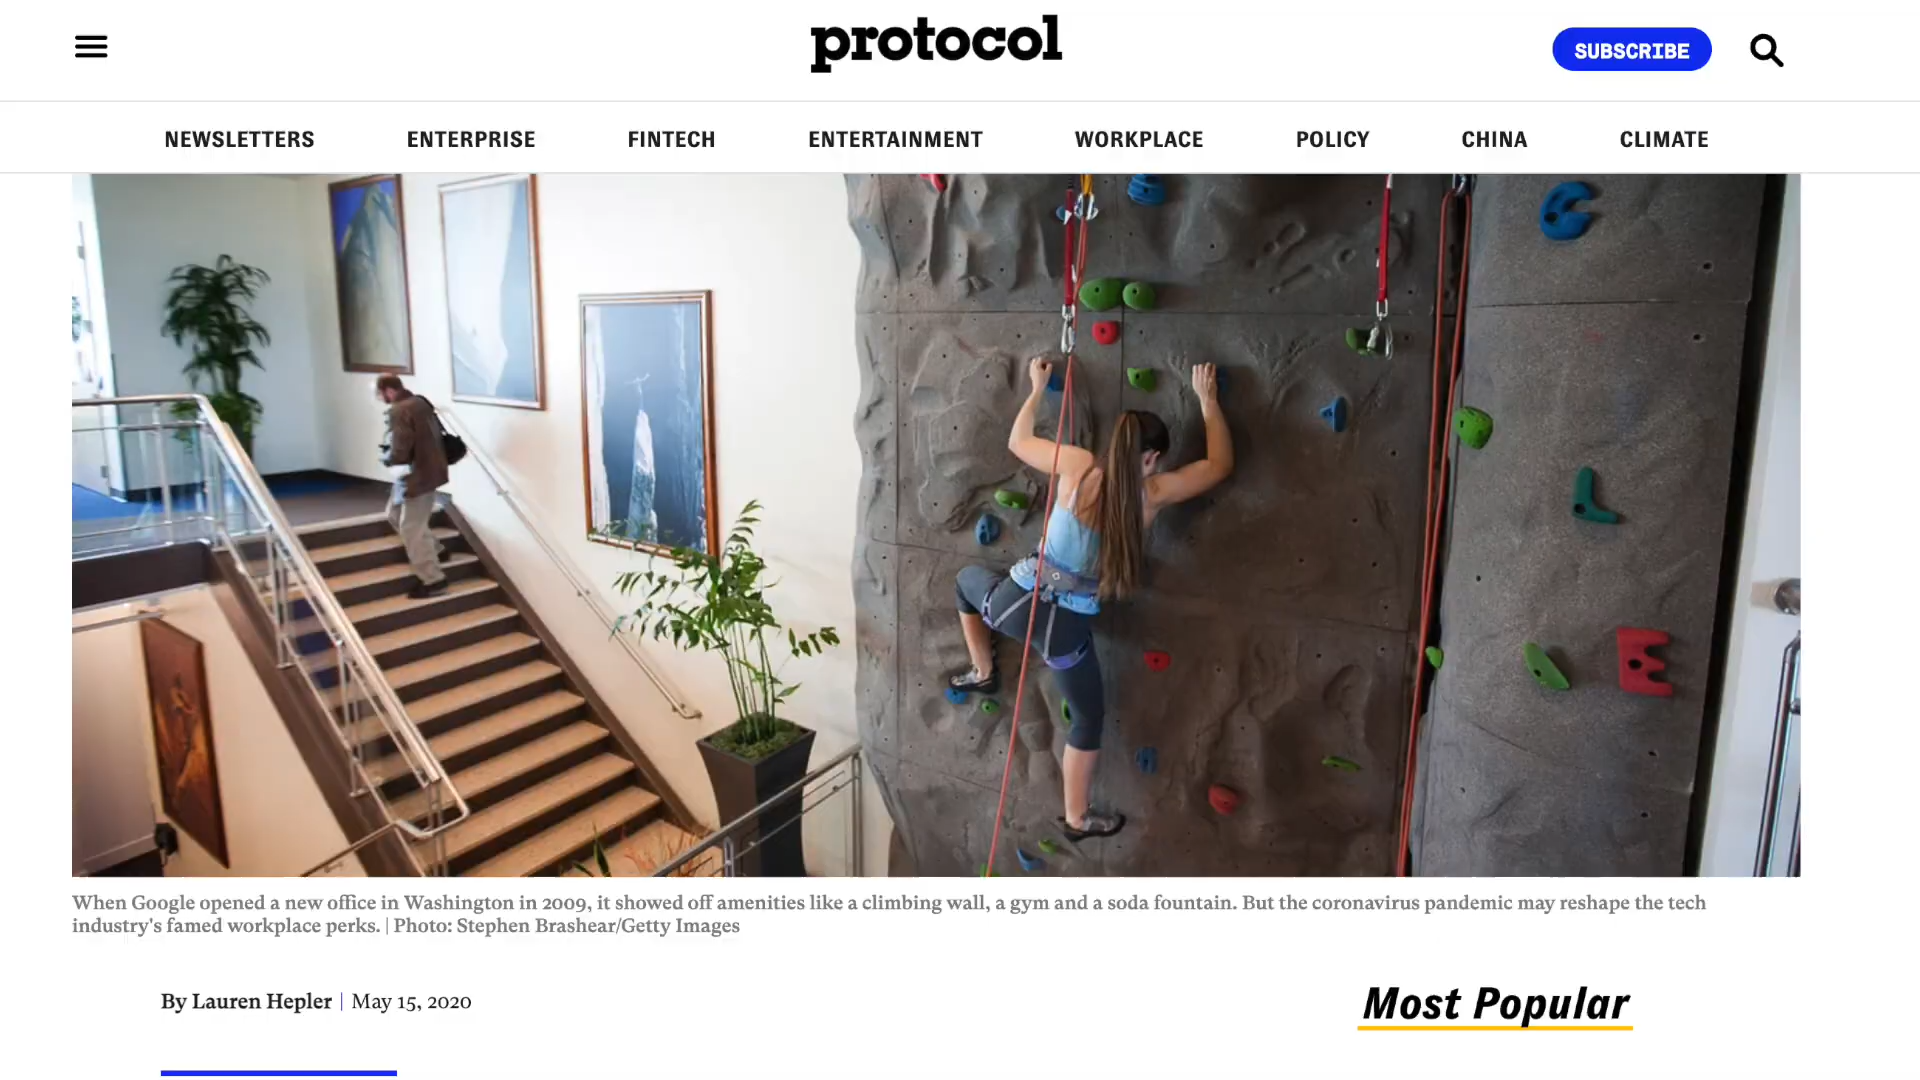 protocol
SUBSCRIBE
NEWSLETTERS ENTERPRISE FINTECH ENTERTAINMENT WORKPLACE POLICY CHINA CLIMATE
When Google opened a new office in Washington in 2009, it showed off amenities like a climbing wall, a gym and a soda fountain. But the coronavirus pandemic may reshape the tech
industry's famed workplace perks. | Photo: Stephen Brashear/Getty Images
By Lauren Hepler | May 15, 2020
Most Popular